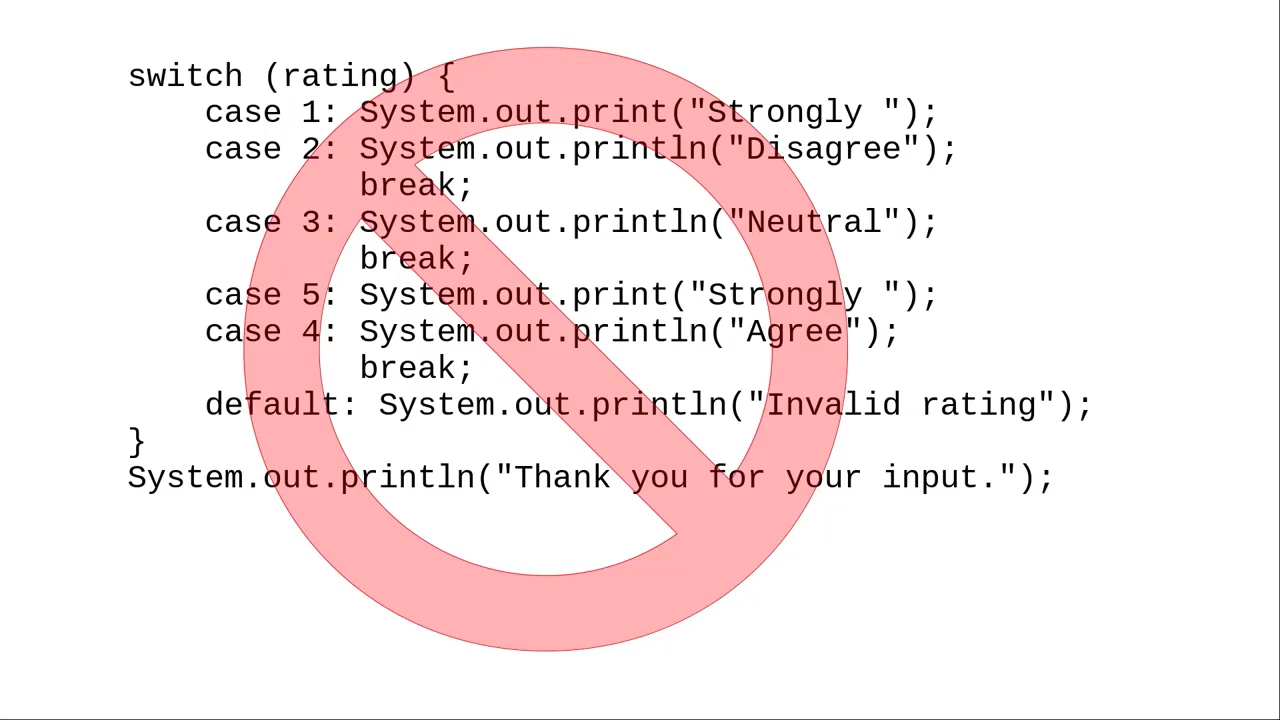 switch (rating) {
    case 1: System.out.print("Strongly ");
    case 2: System.out.println("Disagree");
            break;
    case 3: System.out.println("Neutral");
            break;
    case 5: System.out.print("Strongly ");
    case 4: System.out.println("Agree");
            break;
    default: System.out.println("Invalid rating");
}
System.out.println("Thank you for your input.");